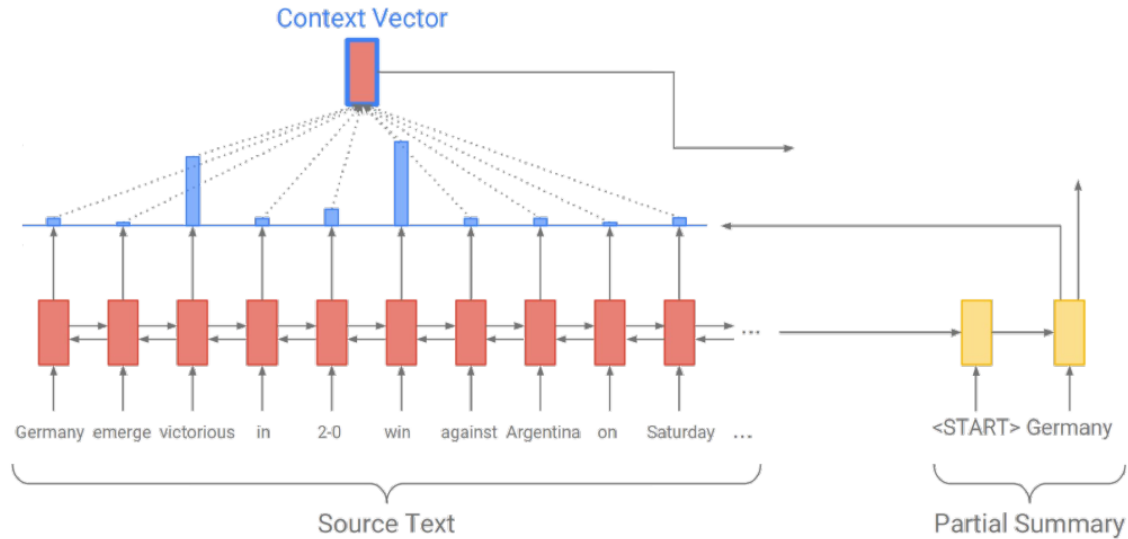 Context Vector
Germany emerge victorious in 2-0 win against Argentina on Saturday ...
...
<START> Germany
Source Text
Partial Summary